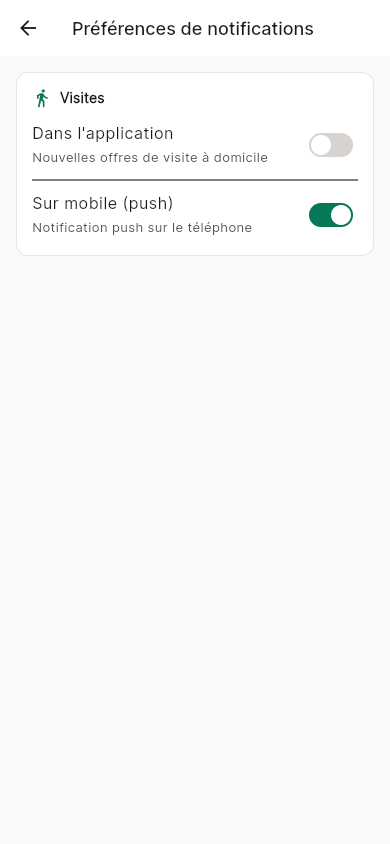 Préférences de notifications
Visites
Dans l'application
Nouvelles offres de visite à domicile
Sur mobile (push)
Notification push sur le téléphone